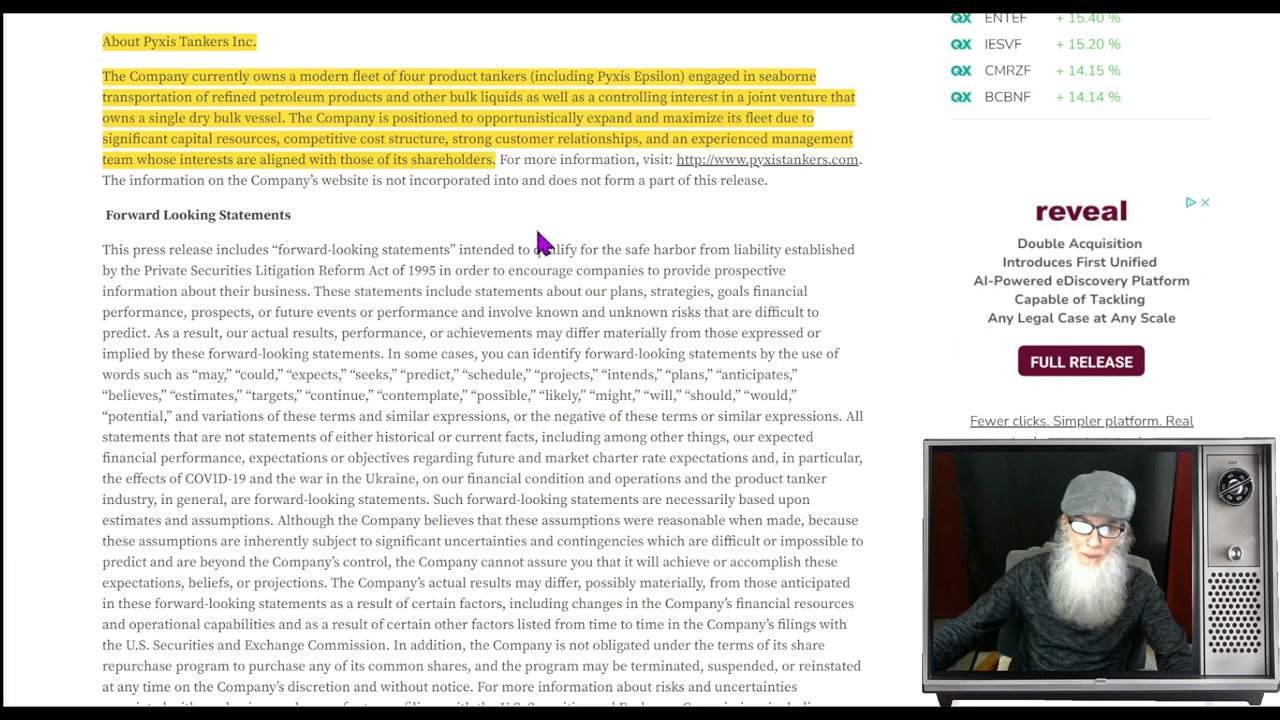 About Pyxis Tankers Inc.
The Company currently owns a modern fleet of four product tankers (including Pyxis Epsilon) engaged in seaborne
transportation of refined petroleum products and other bulk liquids as well as a controlling interest in a joint venture that
owns a single dry bulk vessel. The Company is positioned to opportunistically expand and maximize its fleet due to
significant capital resources, competitive cost structure, strong customer relationships, and an experienced management
team whose interests are aligned with those of its shareholders. For more information, visit: http://www.pyxistankers.com.
The information on the Company's website is not incorporated into and does not form a part of this release.
Forward Looking Statements
This press release includes “forward-looking statements” intended to qualify for the safe harbor from liability established
by the Private Securities Litigation Reform Act of 1995 in order to encourage companies to provide prospective
information about their business. These statements include statements about our plans, strategies, goals financial
performance, prospects, or future events or performance and involve known and unknown risks that are difficult to
predict. As a result, our actual results, performance, or achievements may differ materially from those expressed or
implied by these forward-looking statements. In some cases, you can identify forward-looking statements by the use of
words such as “may,” “could,” “expects,” “seeks,” “predict,” “schedule,” “projects,” “intends,” “plans,” “anticipates,”
“believes,” “estimates,” “targets,” “continue,” “contemplate,” “possible,” “likely,” “might,” “will,” “should,” “would,”
“potential,” and variations of these terms and similar expressions, or the negative of these terms or similar expressions. All
statements that are not statements of either historical or current facts, including among other things, our expected
financial performance, expectations or objectives regarding future and market charter rate expectations and, in particular,
the effects of COVID-19 and the war in the Ukraine, on our financial condition and operations and the product tanker
industry, in general, are forward-looking statements. Such forward-looking statements are necessarily based upon
estimates and assumptions. Although the Company believes that these assumptions were reasonable when made, because
these assumptions are inherently subject to significant uncertainties and contingencies which are difficult or impossible to
predict and are beyond the Company's control, the Company cannot assure you that it will achieve or accomplish these
expectations, beliefs, or projections. The Company's actual results may differ, possibly materially, from those anticipated
in these forward-looking statements as a result of certain factors, including changes in the Company's financial resources
and operational capabilities and as a result of certain other factors listed from time to time in the Company's filings with
the U.S. Securities and Exchange Commission. In addition, the Company is not obligated under the terms of its share
repurchase program to purchase any of its common shares, and the program may be terminated, suspended, or reinstated
at any time on the Company's discretion and without notice. For more information about risks and uncertainties
QX ENTEF + 15.40 %
QX IESVF + 15.20 %
QX CMRZF + 14.15 %
QX BCBNF + 14.14 %
reveal
Double Acquisition
Introduces First Unified
AI-Powered eDiscovery Platform
Capable of Tackling
Any Legal Case at Any Scale
FULL RELEASE
Fewer clicks. Simpler platform. Real